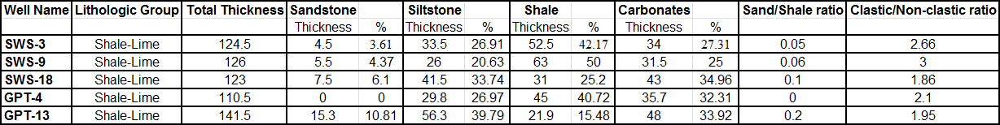 Well Name Lithologic Group Total Thickness Sandstone Siltstone Shale Carbonates Sand/Shale ratio Clastic/Non-clastic ratio
Thickness % Thickness % Thickness % Thickness %
SWS-3 Shale-Lime 124.5 4.5 3.61 33.5 26.91 52.5 42.17 34 27.31 0.05 2.66
SWS-9 Shale-Lime 126 5.5 4.37 26 20.63 63 50 31.5 25 0.06 3
SWS-18 Shale-Lime 123 7.5 6.1 41.5 33.74 31 25.2 43 34.96 0.1 1.86
GPT-4 Shale-Lime 110.5 0 0 29.8 26.97 45 40.72 35.7 32.31 0 2.1
GPT-13 Shale-Lime 141.5 15.3 10.81 56.3 39.79 21.9 15.48 48 33.92 0.2 1.95